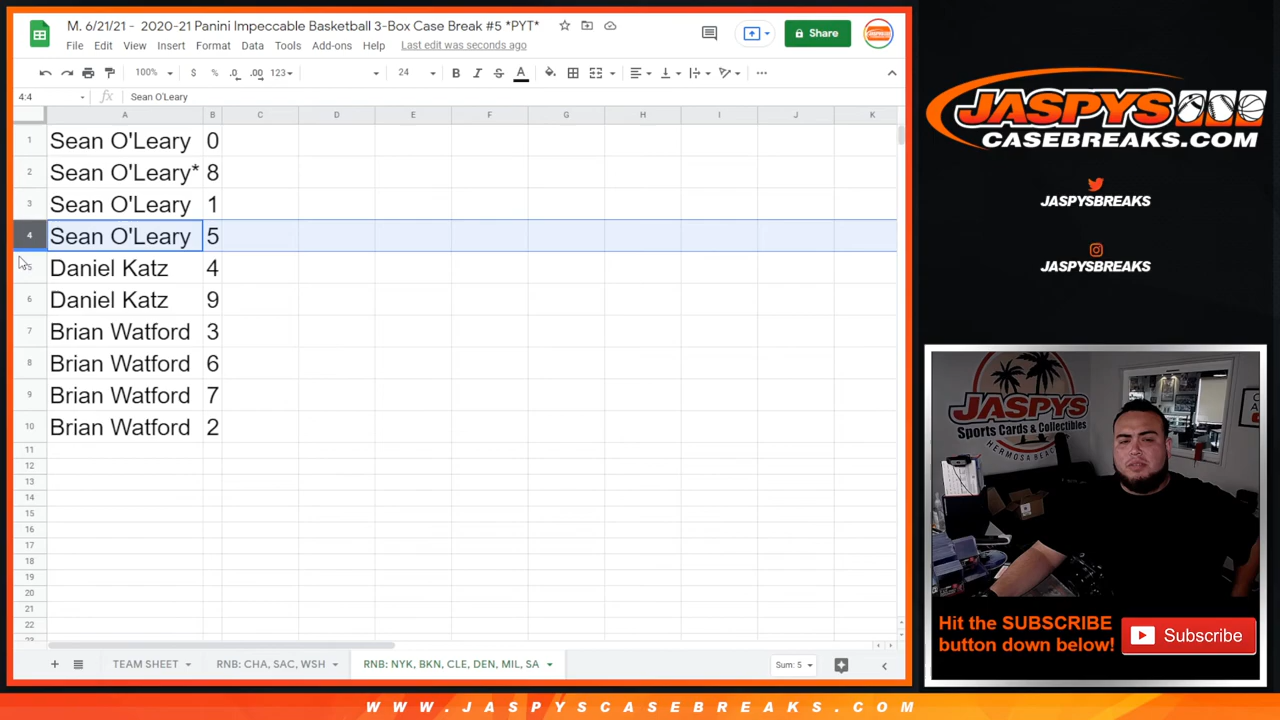 M. 6/21/21 - 2020-21 Panini Impeccable Basketball 3-Box Case Break #5 *PYT*
File Edit View Insert Format Data Tools Add-ons Help Last edit was seconds ago
Share
100% $ % .0 .00 123 24 B I S A
4:4 fx Sean O'Leary
A B C D E F G H I J K
1 Sean O'Leary 0
2 Sean O'Leary* 8
3 Sean O'Leary 1
4 Sean O'Leary 5
5 Daniel Katz 4
6 Daniel Katz 9
7 Brian Watford 3
8 Brian Watford 6
9 Brian Watford 7
10 Brian Watford 2
11
12
13
14
15
16
17
18
19
20
21
22
23
TEAM SHEET RNB: CHA, SAC, WSH RNB: NYK, BKN, CLE, DEN, MIL, SA Sum: 5
JASPYS
CASEBREAKS.COM
JASPYSBREAKS
JASPYSBREAKS
JASPYS
Sports Cards & Collectibles
HERMOSA BEACH
Hit the SUBSCRIBE
button down below!
Subscribe
WWW.JASPYSCASEBREAKS.COM